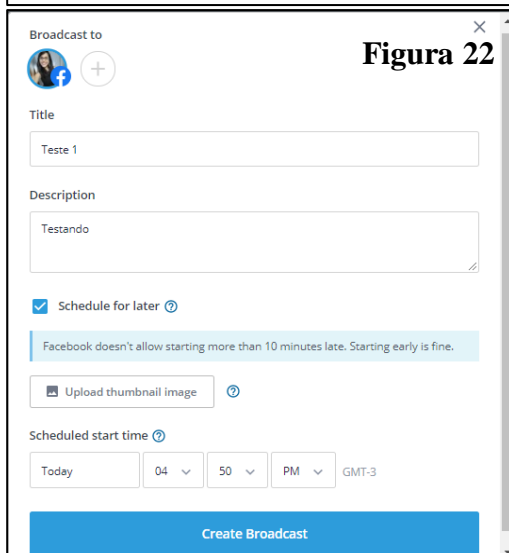 Broadcast to
Figura 22
Title
Teste 1
Description
Testando
Schedule for later
Facebook doesn't allow starting more than 10 minutes late. Starting early is fine.
Upload thumbnail image
Scheduled start time
Today 04 50 PM GMT-3
Create Broadcast